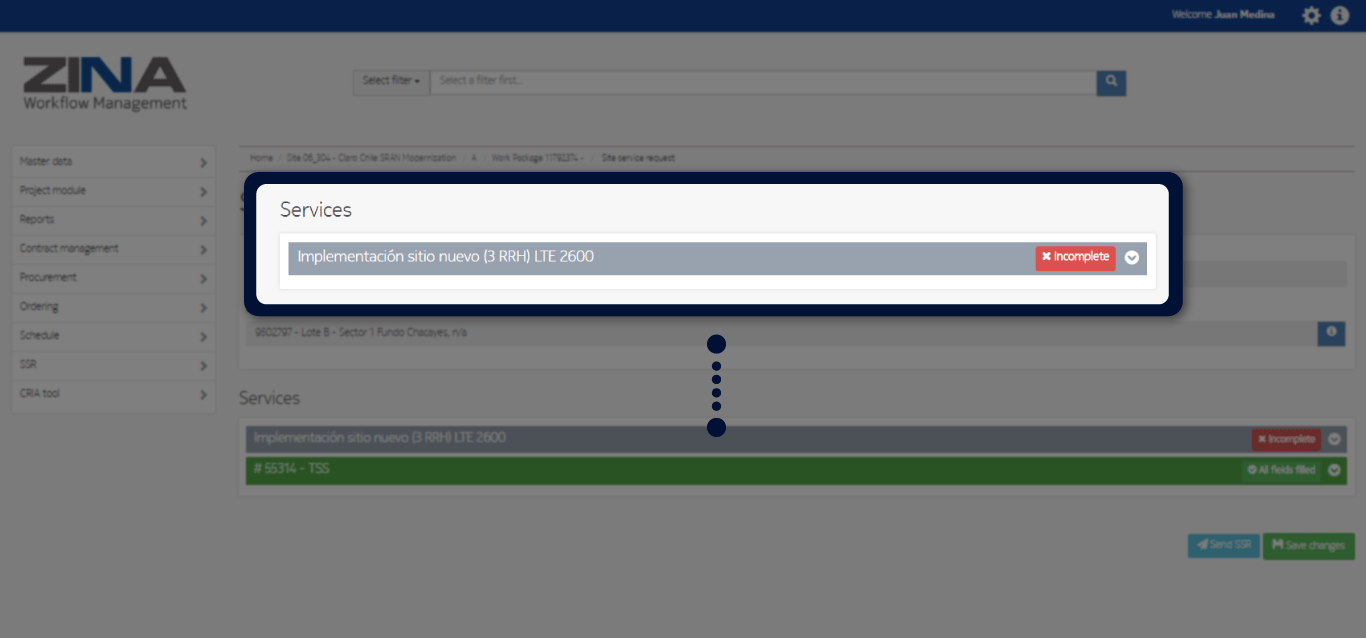 Welcome Juan Medina
ZINA
Workflow Management
Select filter
Select a filter first...
Home / Site 08_304 - Claro Chile SRAN Modernization / 4 / Work Package 11792374 - / Site service request
Master data
Project module
Reports
Contract management
Procurement
Ordering
Schedule
SSR
CRIA tool
Services
Implementación sitio nuevo (3 RRH) LTE 2600
Incomplete
9602797 - Lote B - Sector 1 Fundo Chacayes, n/a
Services
Implementación sitio nuevo (3 RRH) LTE 2600
Incomplete
# 55314 - TSS
All fields filled
Send SSR
Save changes